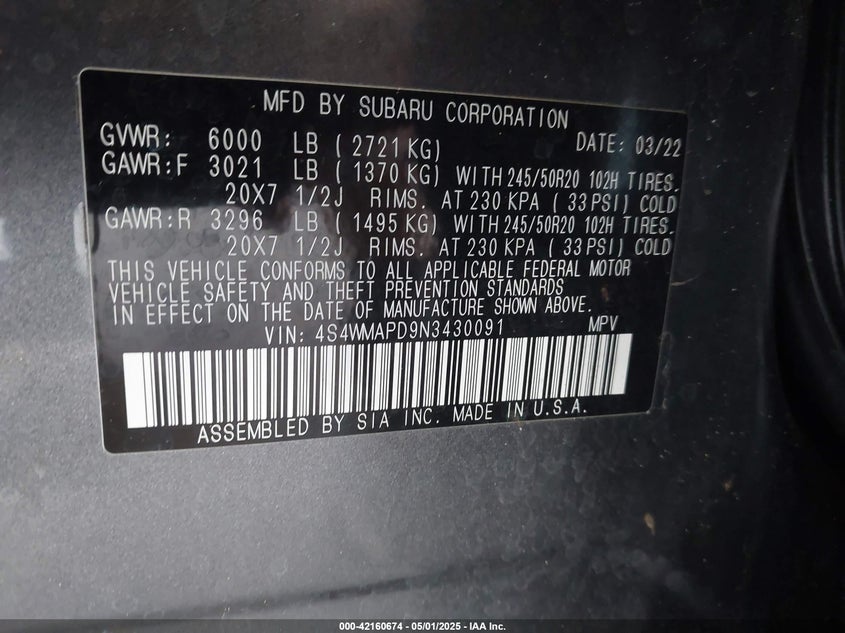 MFD BY SUBARU CORPORATION
GVWR: 6000 LB ( 2721 KG) DATE: 03/22
GAWR:F 3021 LB ( 1370 KG) WITH 245/50R20 102H TIRES.
20X7 1/2J RIMS. AT 230 KPA ( 33 PSI) COLD
GAWR:R 3296 LB ( 1495 KG) WITH 245/50R20 102H TIRES.
20X7 1/2J RIMS. AT 230 KPA ( 33 PSI) COLD
THIS VEHICLE CONFORMS TO ALL APPLICABLE FEDERAL MOTOR
VEHICLE SAFETY AND THEFT PREVENTION STANDARDS
IN EFFECT ON THE DATE OF MANUFACTURE SHOWN ABOVE.
VIN: 4S4WMAPD9N3430091 MPV
ASSEMBLED BY SIA INC. MADE IN U.S.A.
000-42160674 / 05/01/2025 - IAA Inc.